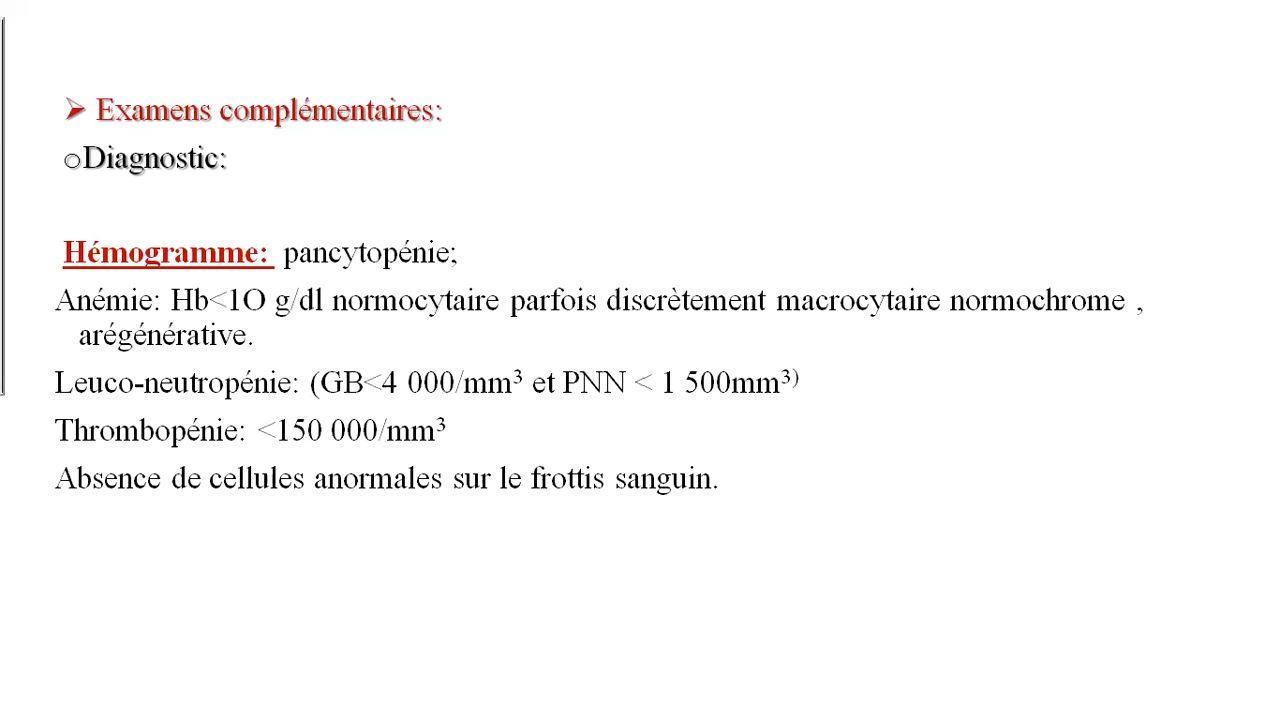 ➢ Examens complémentaires:
oDiagnostic:
Hémogramme: pancytopénie;
Anémie: Hb<1O g/dl normocytaire parfois discrètement macrocytaire normochrome ,
arégénérative.
Leuco-neutropénie: (GB<4 000/mm³ et PNN < 1 500mm³⁾
Thrombopénie: <150 000/mm³
Absence de cellules anormales sur le frottis sanguin.